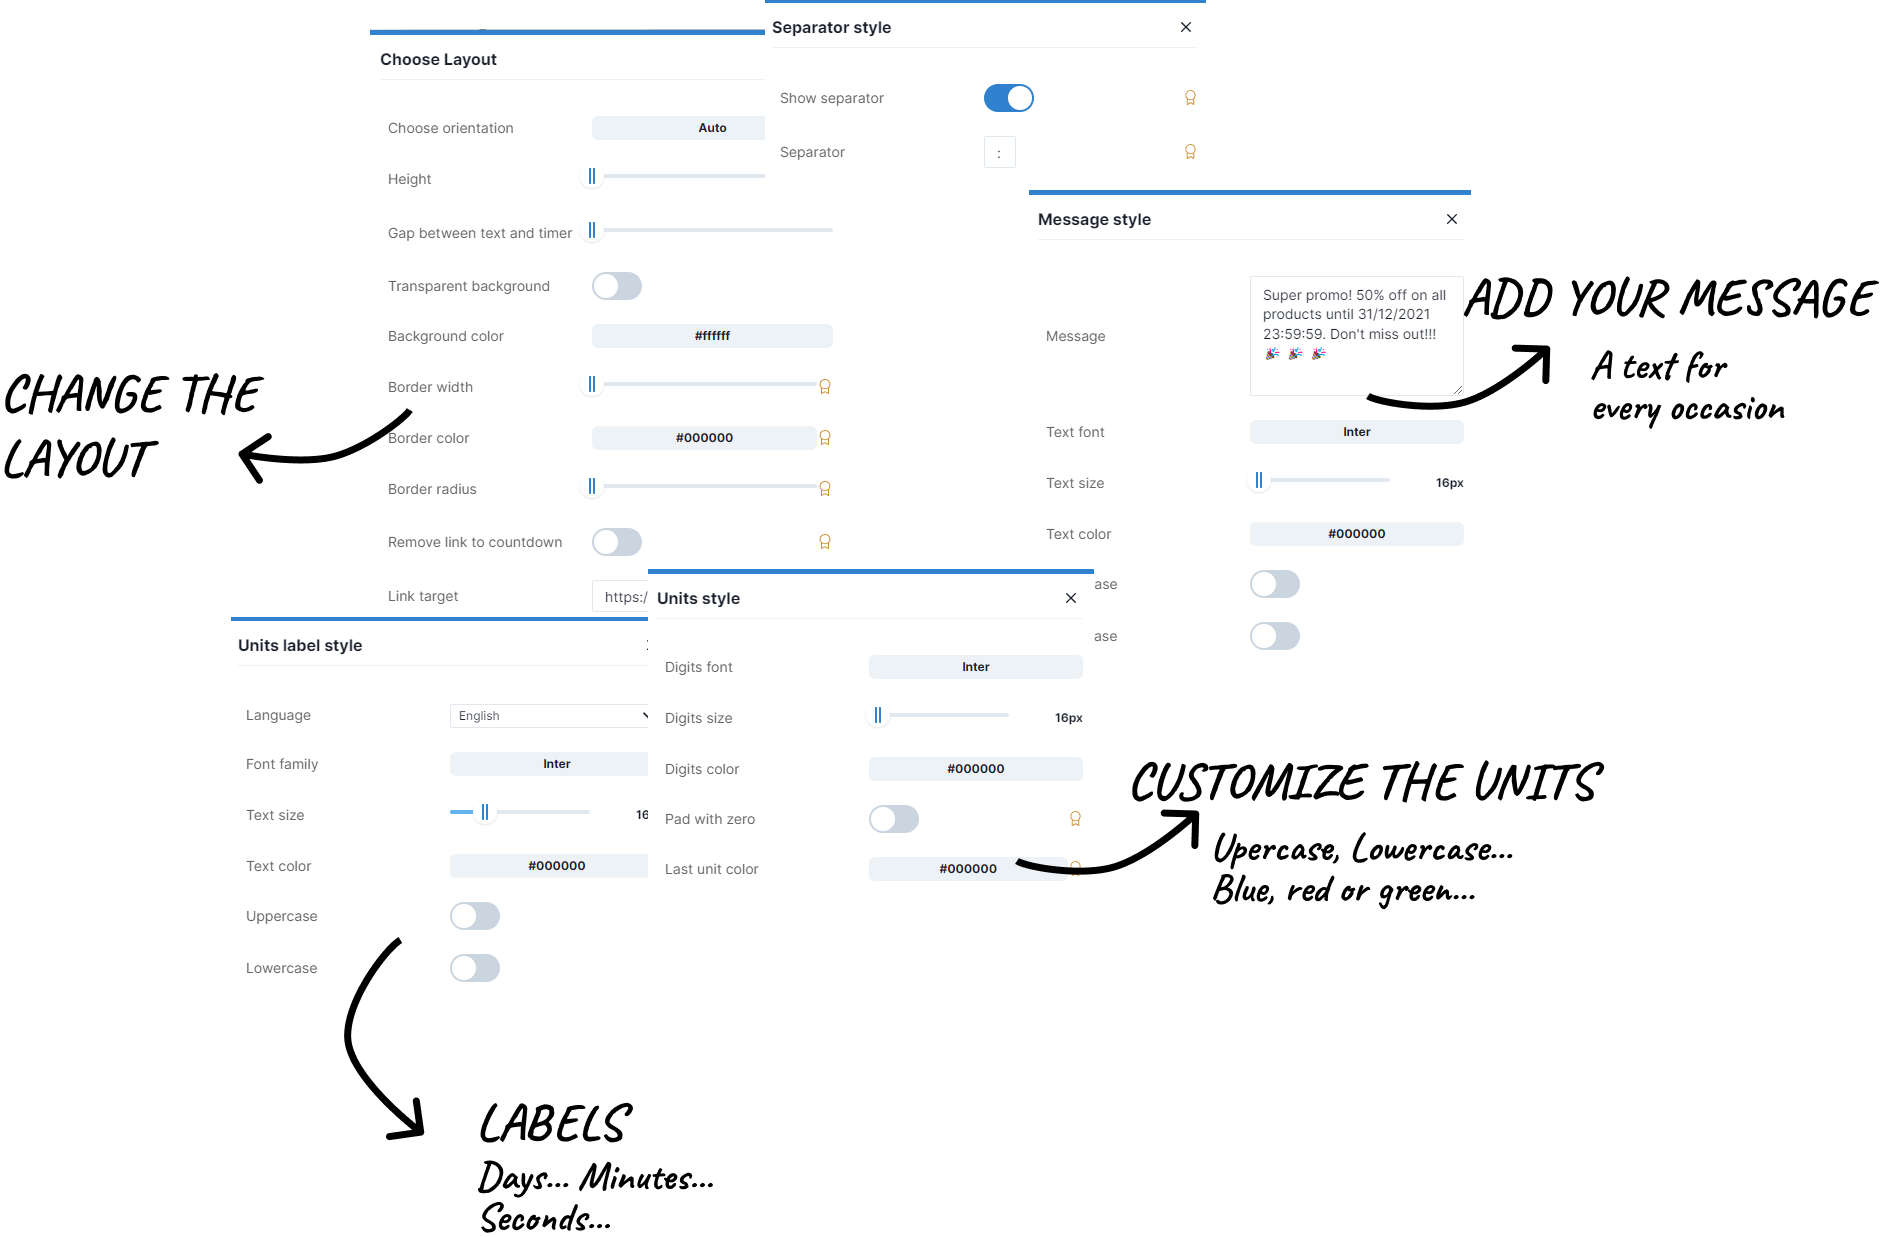 Separator style
Show separator
Separator
:
Choose Layout
Choose orientation
Auto
Height
Gap between text and timer
Transparent background
Background color
#ffffff
Border width
Border color
#000000
Border radius
Remove link to countdown
Link target
https:/
Message style
Message
Super promo! 50% off on all
products until 31/12/2021
23:59:59. Don't miss out!!!
🎉 🎉 🎉
Text font
Inter
Text size
16px
Text color
#000000
ase
ase
ADD YOUR MESSAGE
A text for
every occasion
CHANGE THE
LAYOUT
Units label style
Language
English
Font family
Inter
Text size
16
Text color
#000000
Uppercase
Lowercase
Units style
Digits font
Inter
Digits size
16px
Digits color
#000000
Pad with zero
Last unit color
#000000
CUSTOMIZE THE UNITS
Upercase, Lowercase...
Blue, red or green...
LABELS
Days... Minutes...
Seconds...